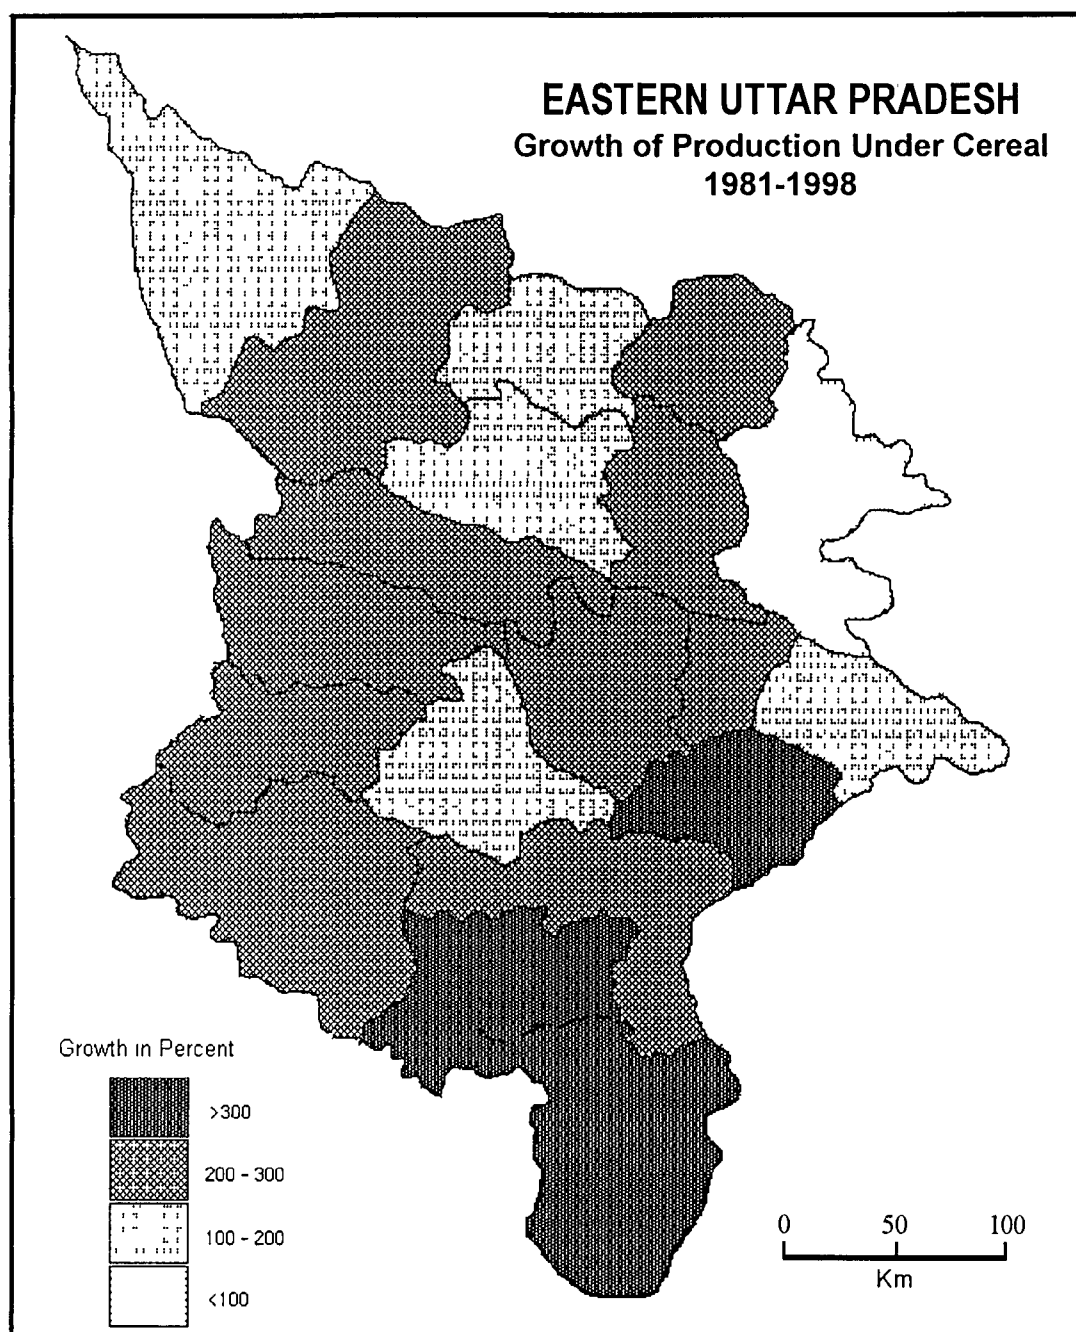 EASTERN UTTAR PRADESH
Growth of Production Under Cereal
1981-1998
Growth in Percent
>300
200 - 300
100 - 200
<100
0 50 100
Km